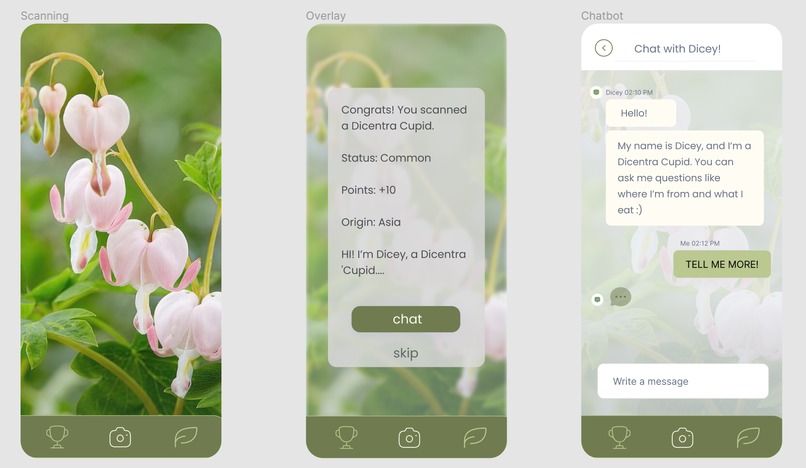 Scanning
Overlay
Congrats! You scanned
a Dicentra Cupid.
Status: Common
Points: +10
Origin: Asia
HI! I'm Dicey, a Dicentra
'Cupid....
chat
skip
Chatbot
Chat with Dicey!
Dicey 02:10 PM
Hello!
My name is Dicey, and I'm a
Dicentra Cupid. You can
ask me questions like
where I'm from and what I
eat :)
Me 02:12 PM
TELL ME MORE!
Write a message